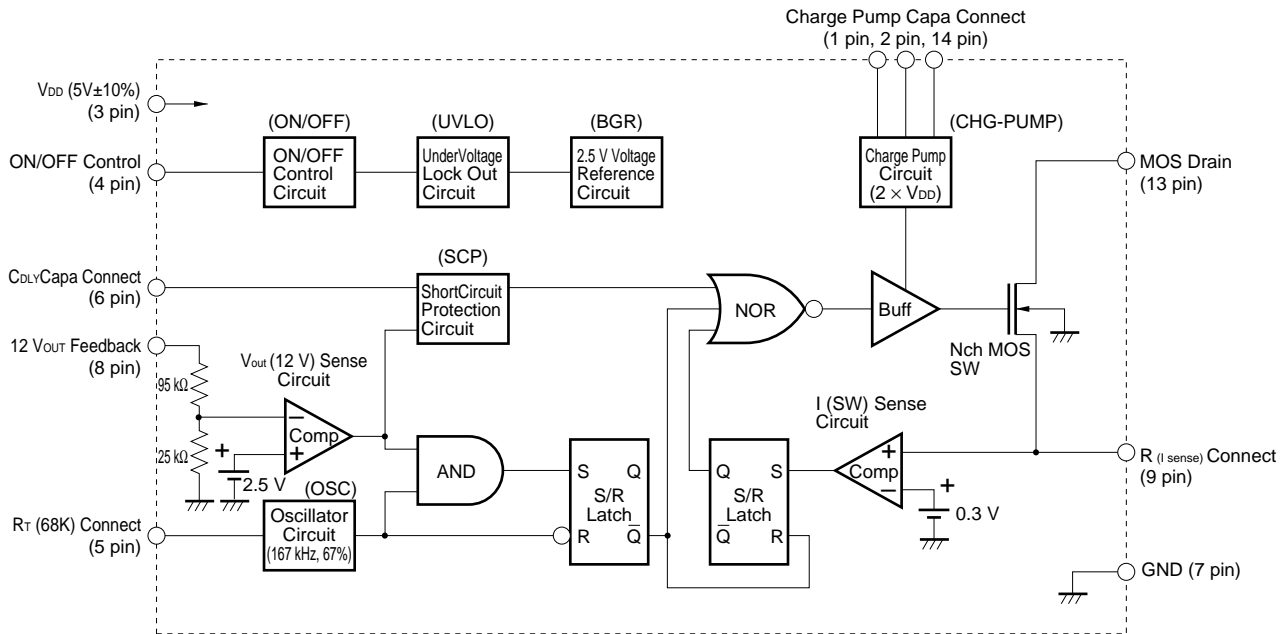 Charge Pump Capa Connect
(1 pin, 2 pin, 14 pin)
VDD (5V±10%)
(3 pin)
(ON/OFF)
(UVLO)
(BGR)
(CHG-PUMP)
ON/OFF Control
(4 pin)
ON/OFF
Control
Circuit
UnderVoltage
Lock Out
Circuit
2.5 V Voltage
Reference
Circuit
Charge Pump
Circuit
(2 × VDD)
MOS Drain
(13 pin)
(SCP)
CDLYCapa Connect
(6 pin)
ShortCircuit
Protection
Circuit
NOR
Buff
Nch MOS
SW
12 VOUT Feedback
(8 pin)
95 kΩ
25 kΩ
Vout (12 V) Sense
Circuit
−
Comp
+
+
2.5 V
AND
I (SW) Sense
Circuit
+
Comp
−
+
0.3 V
R (I sense) Connect
(9 pin)
S Q
S/R
Latch
R Q
Q S
S/R
Latch
Q R
(OSC)
RT (68K) Connect
(5 pin)
Oscillator
Circuit
(167 kHz, 67%)
GND (7 pin)